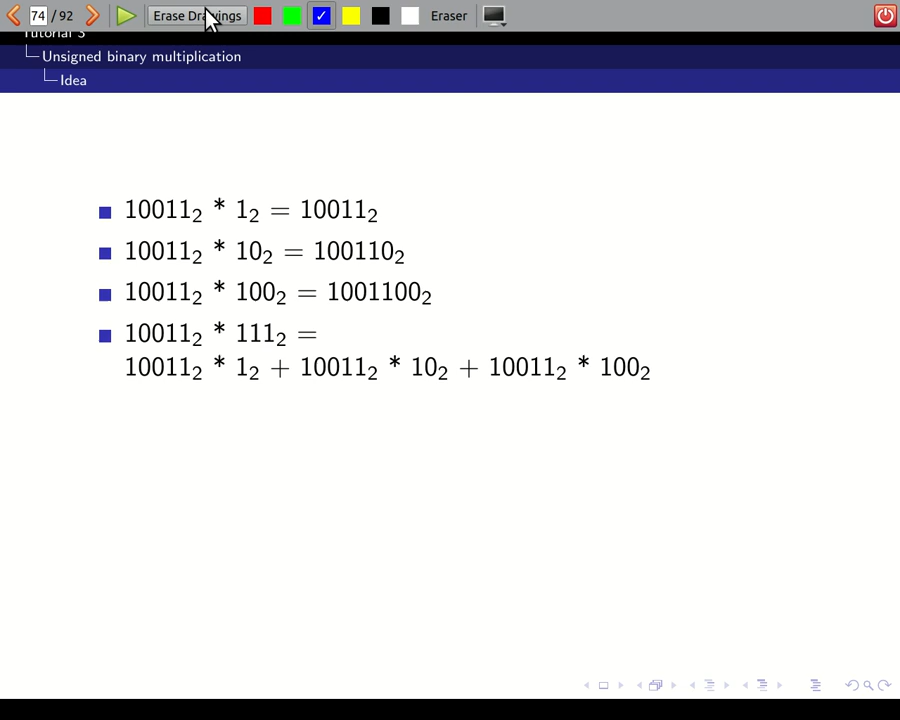 74 / 92 Erase Drawings Eraser
Tutorial 3
Unsigned binary multiplication
Idea
10011₂ * 1₂ = 10011₂
10011₂ * 10₂ = 100110₂
10011₂ * 100₂ = 1001100₂
10011₂ * 111₂ =
10011₂ * 1₂ + 10011₂ * 10₂ + 10011₂ * 100₂